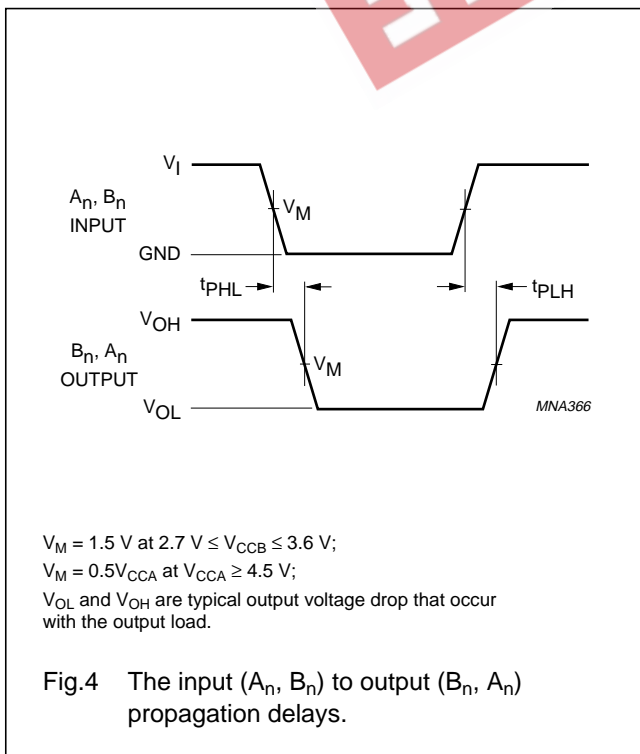 V_I
A_n, B_n
INPUT
V_M
GND
t_PHL
t_PLH
V_OH
B_n, A_n
OUTPUT
V_M
V_OL
MNA366
V_M = 1.5 V at 2.7 V ≤ V_CCB ≤ 3.6 V;
V_M = 0.5V_CCA at V_CCA ≥ 4.5 V;
V_OL and V_OH are typical output voltage drop that occur
with the output load.
Fig.4 The input (A_n, B_n) to output (B_n, A_n)
propagation delays.